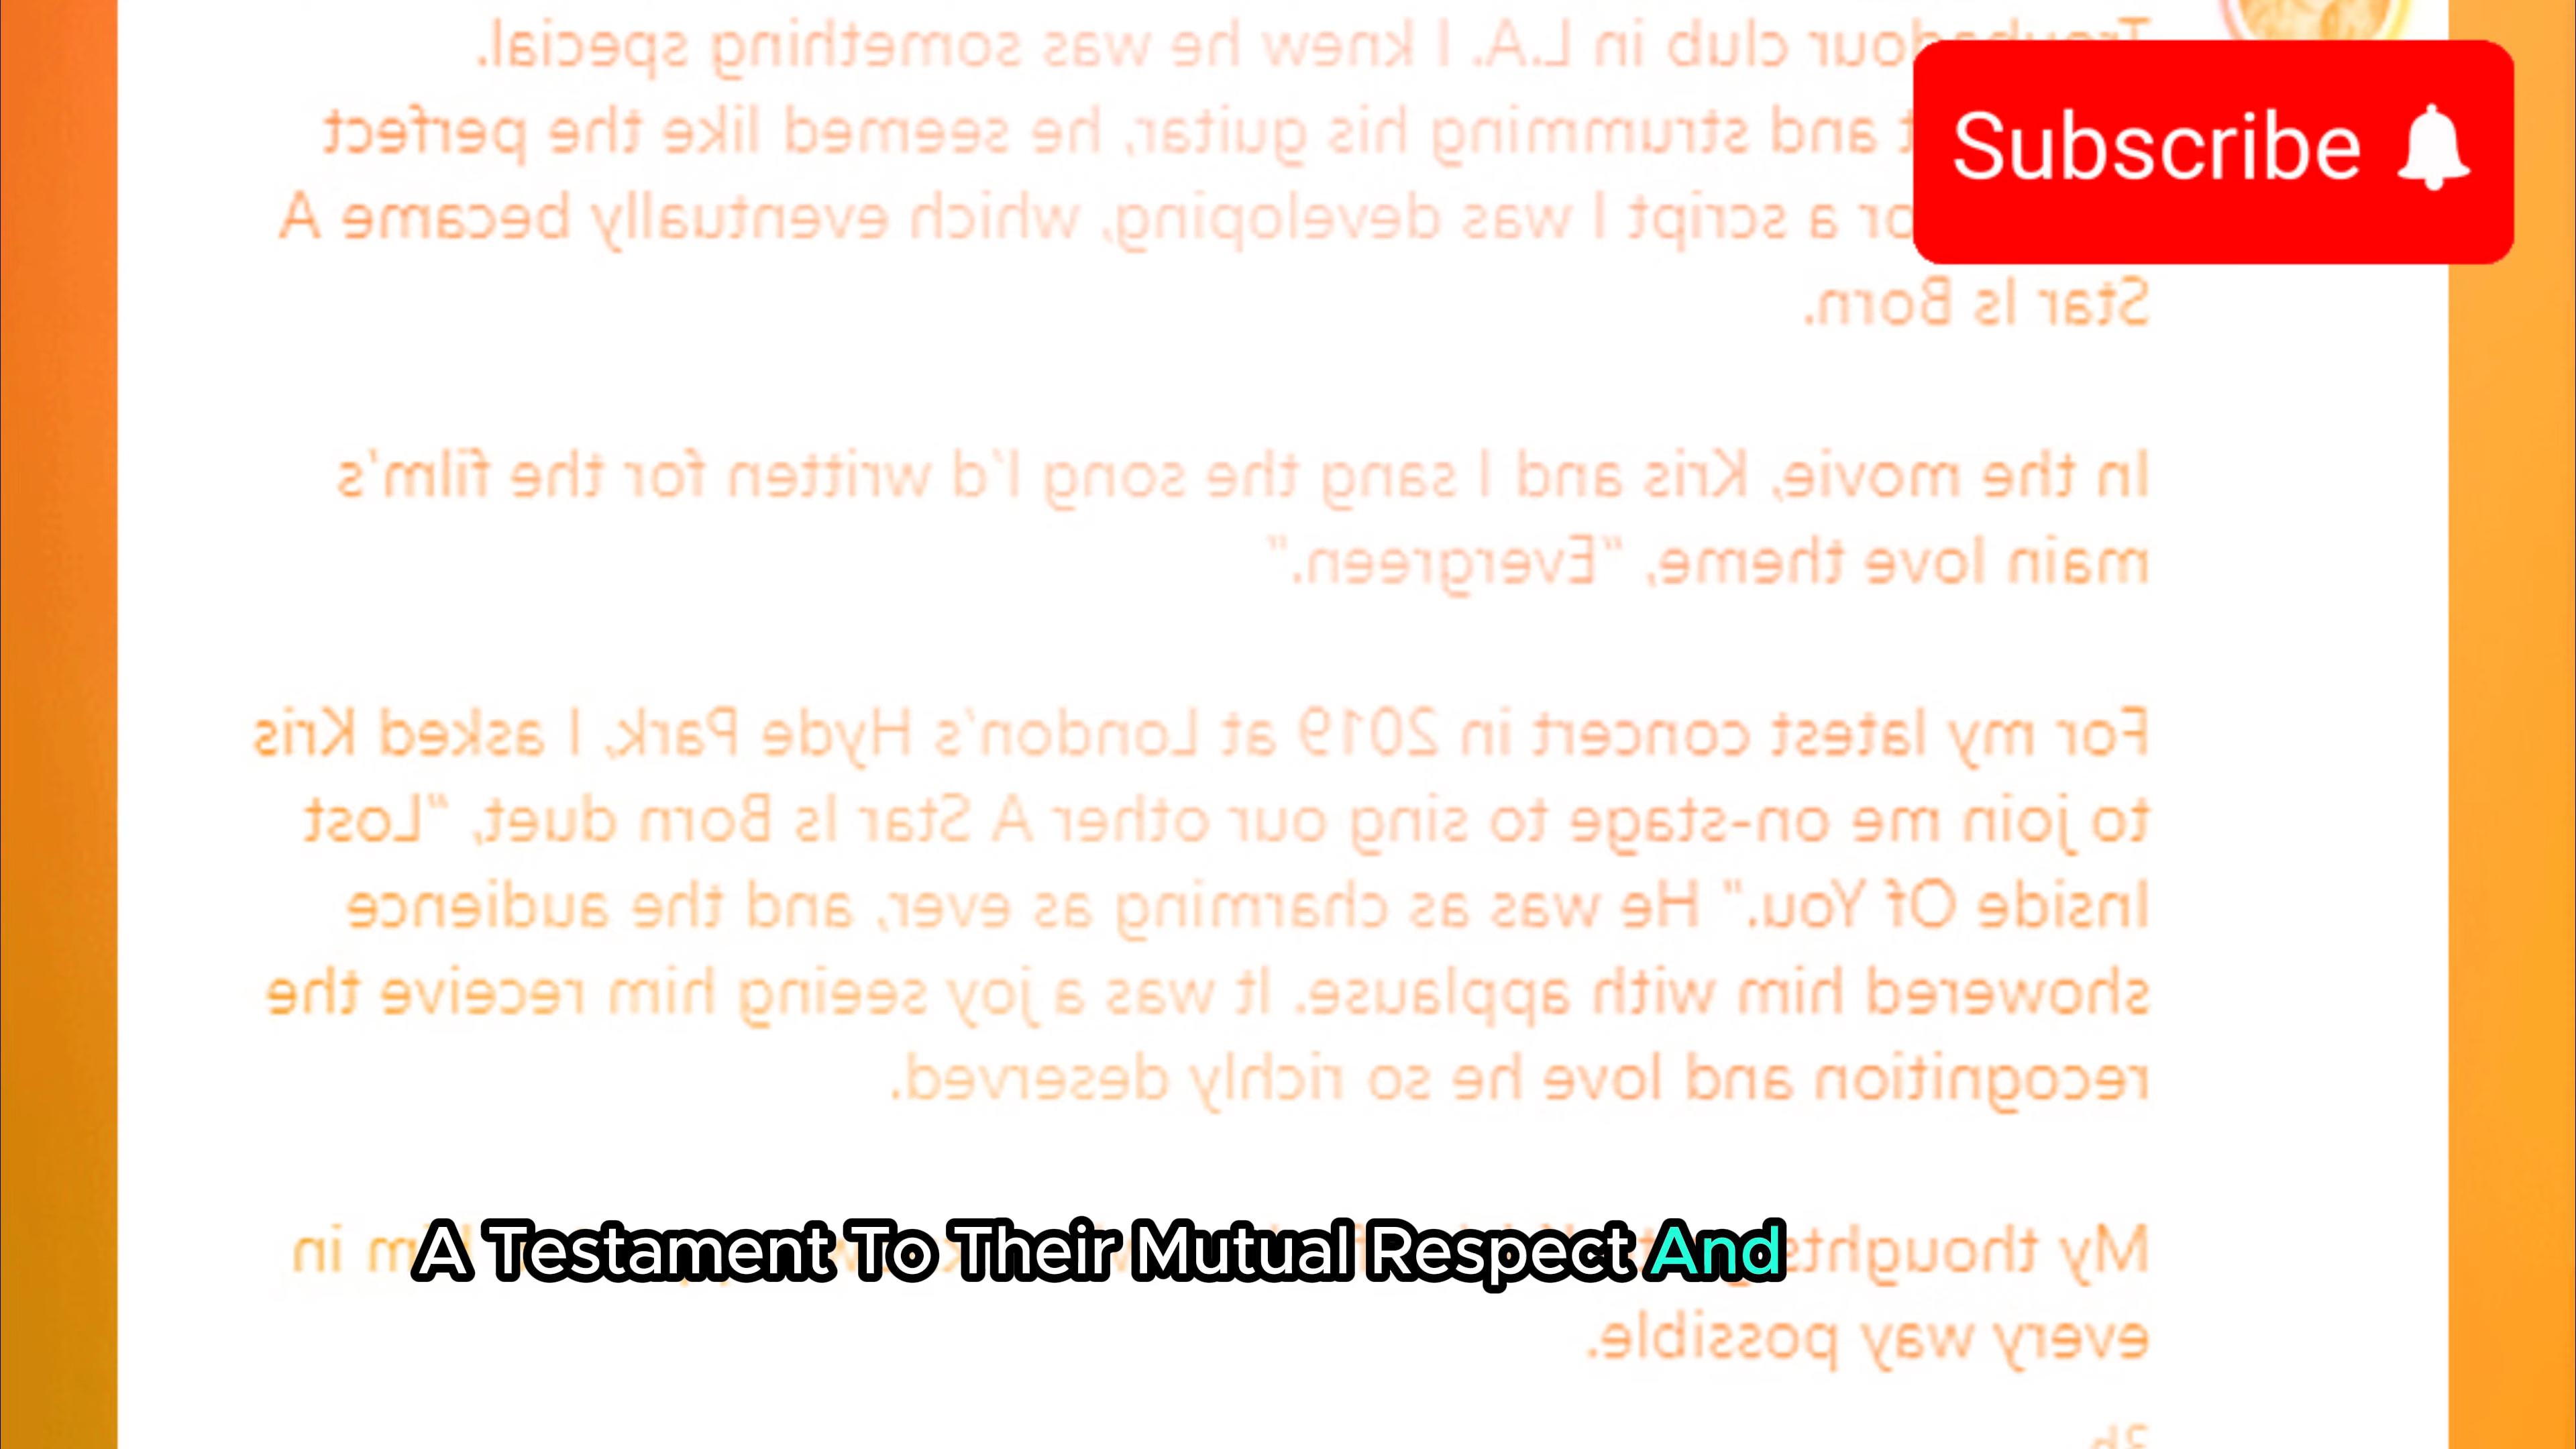 Troubadour club in L.A. I knew he was something special.
and strumming his guitar, he seemed like the perfect
a script I was developing, which eventually became A
Star Is Born.
In the movie, Kris and I sang the song I'd written for the film's
main love theme, “Evergreen.”
For my latest concert in 2019 at London's Hyde Park, I asked Kris
to join me on-stage to sing our other A Star Is Born duet, “Lost
Inside Of You.” He was as charming as ever, and the audience
showered him with applause. It was a joy seeing him receive the
recognition and love he so richly deserved.
My thoughts in
every way possible.
Subscribe
A Testament To Their Mutual Respect And